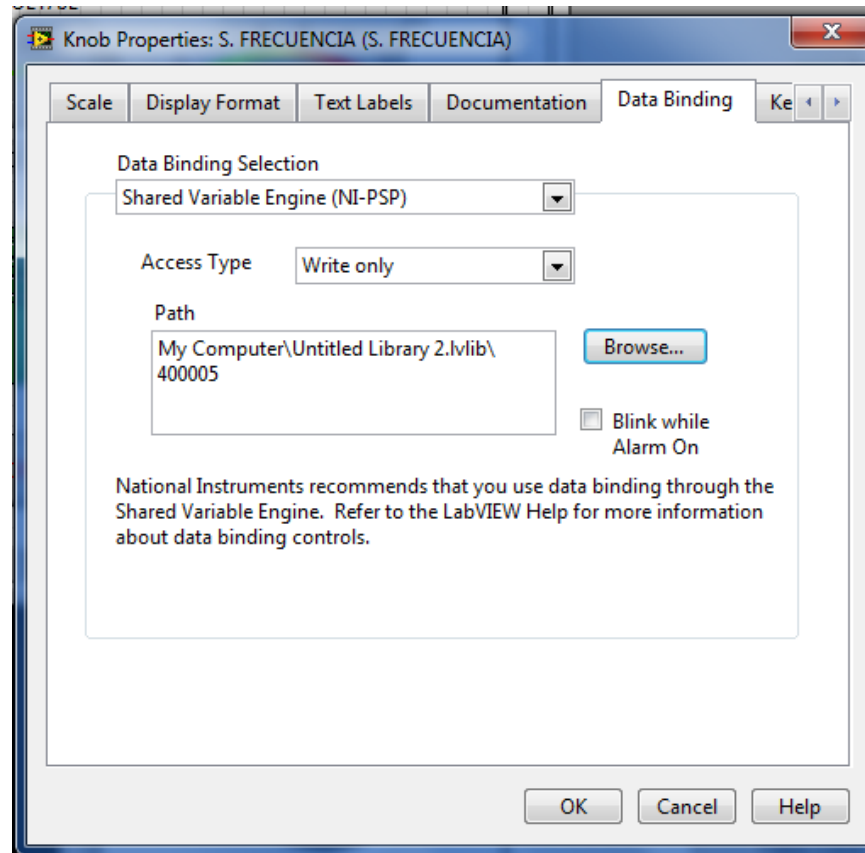 Knob Properties: S. FRECUENCIA (S. FRECUENCIA)
Scale
Display Format
Text Labels
Documentation
Data Binding
Ke
Data Binding Selection
Shared Variable Engine (NI-PSP)
Access Type
Write only
Path
My Computer\Untitled Library 2.lvlib\
400005
Browse...
Blink while
Alarm On
National Instruments recommends that you use data binding through the
Shared Variable Engine. Refer to the LabVIEW Help for more information
about data binding controls.
OK
Cancel
Help